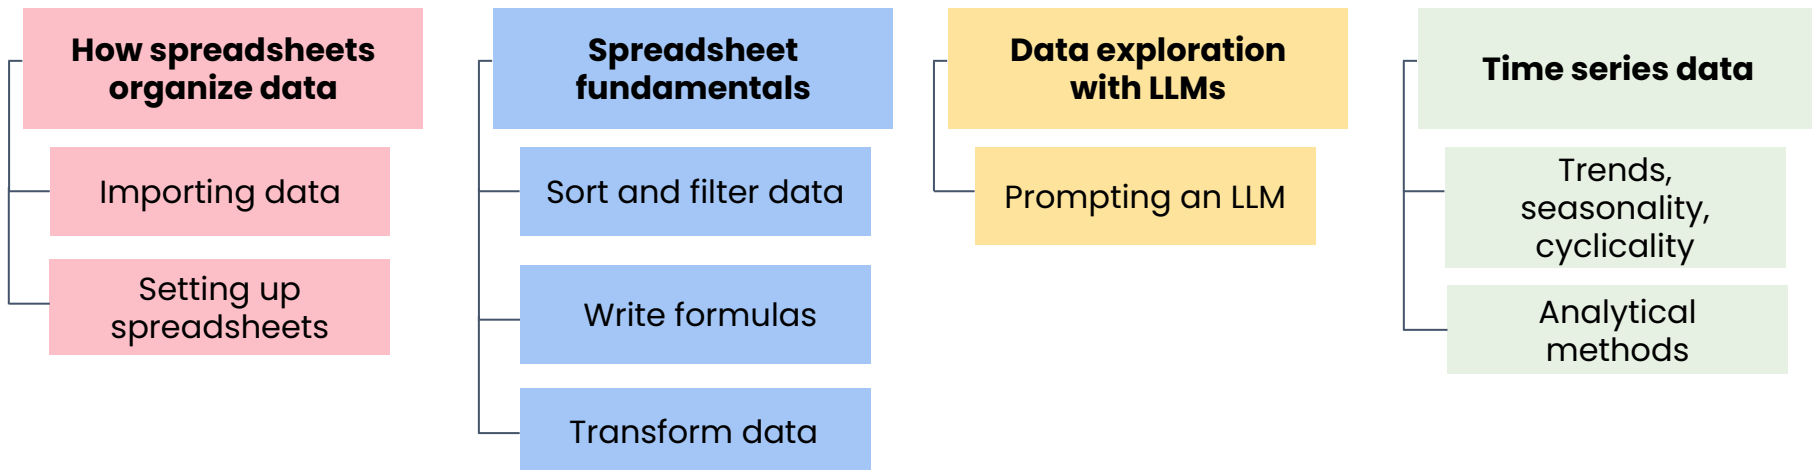 How spreadsheets
organize data
Importing data
Setting up
spreadsheets
Spreadsheet
fundamentals
Sort and filter data
Write formulas
Transform data
Data exploration
with LLMs
Prompting an LLM
Time series data
Trends,
seasonality,
cyclicality
Analytical
methods